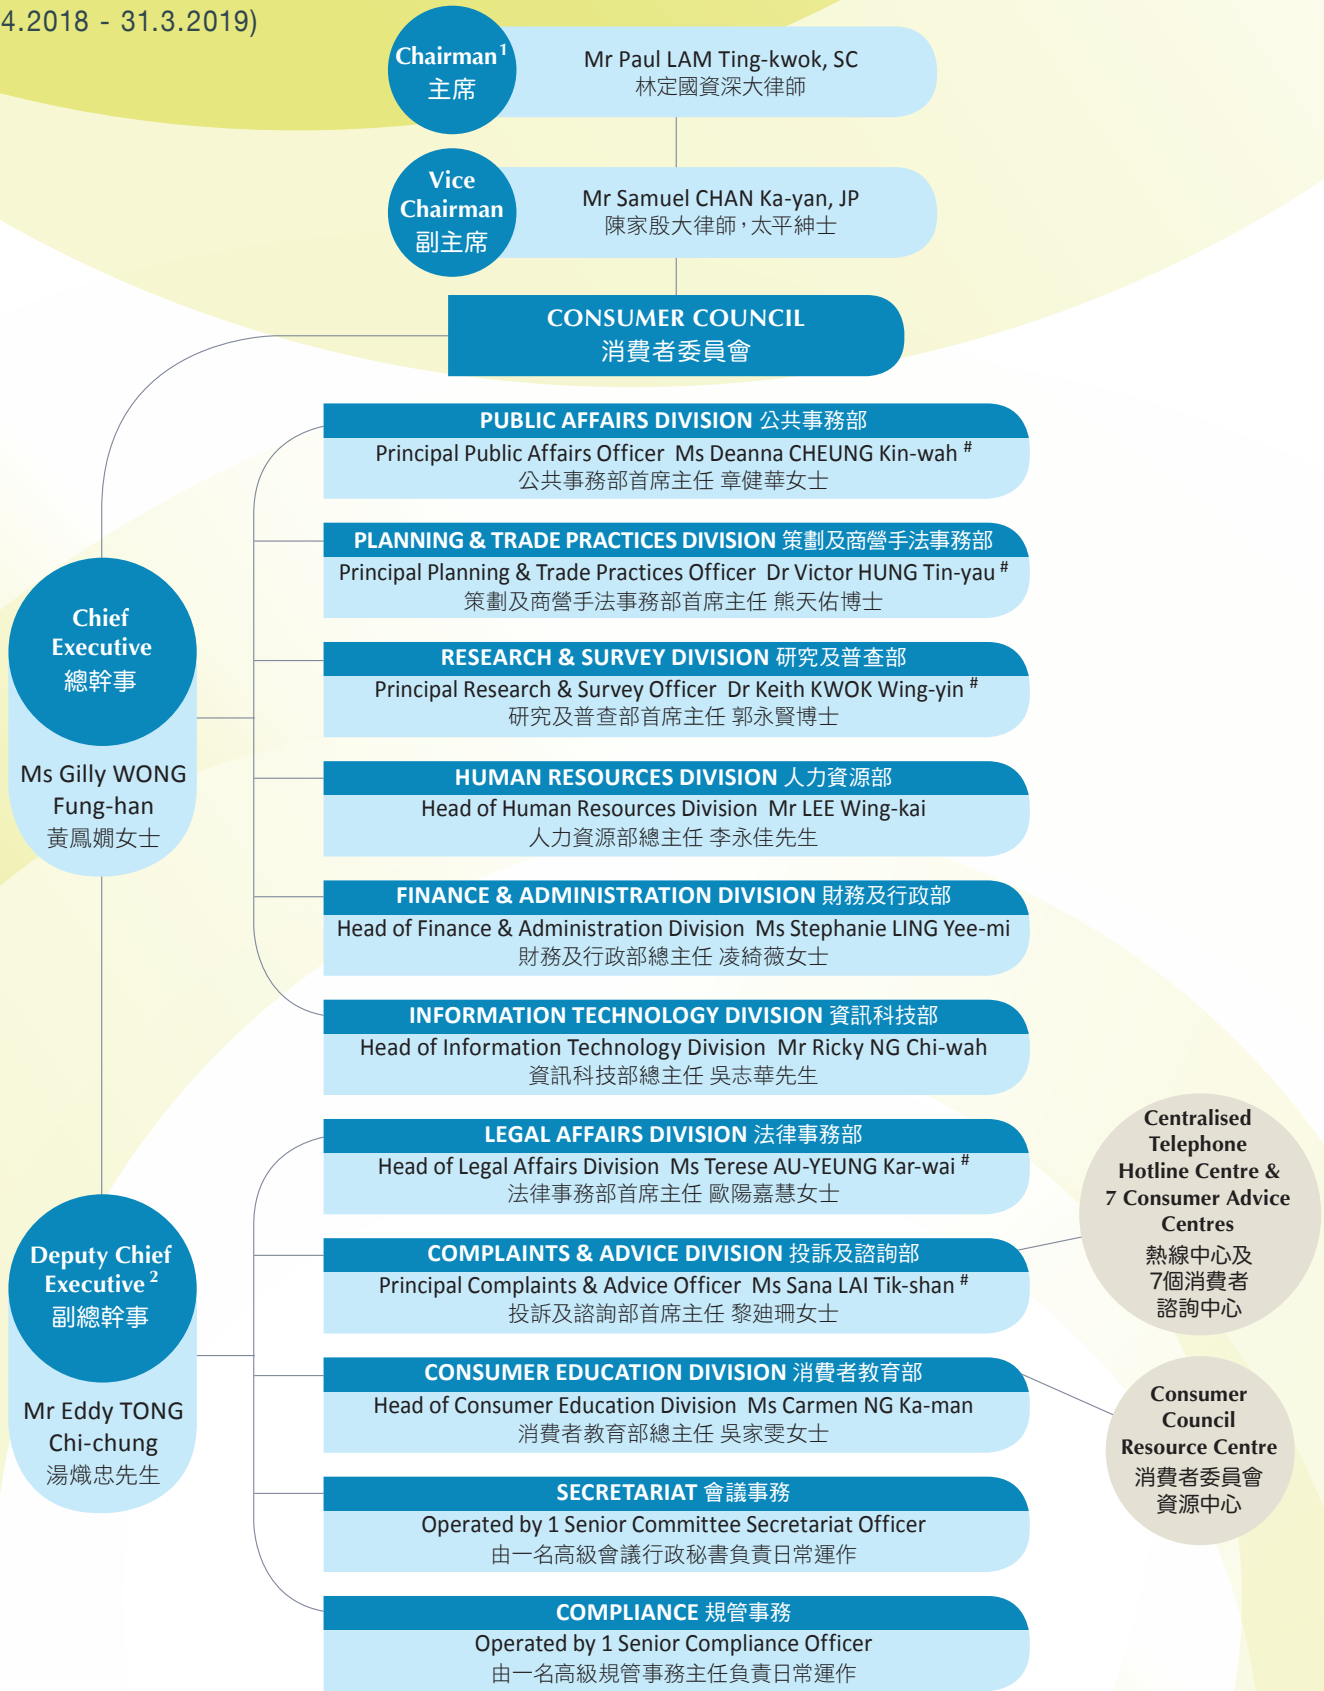 4.2018 - 31.3.2019)
Chairman1
主席
Mr Paul LAM Ting-kwok, SC
林定國資深大律師
Vice
Chairman
副主席
Mr Samuel CHAN Ka-yan, JP
陳家殷大律師，太平紳士
CONSUMER COUNCIL
消費者委員會
Chief
Executive
總幹事
Ms Gilly WONG
Fung-han
黃鳳嫺女士
PUBLIC AFFAIRS DIVISION 公共事務部
Principal Public Affairs Officer Ms Deanna CHEUNG Kin-wah #
公共事務部首席主任 章健華女士
PLANNING & TRADE PRACTICES DIVISION 策劃及商營手法事務部
Principal Planning & Trade Practices Officer Dr Victor HUNG Tin-yau #
策劃及商營手法事務部首席主任 熊天佑博士
RESEARCH & SURVEY DIVISION 研究及普查部
Principal Research & Survey Officer Dr Keith KWOK Wing-yin #
研究及普查部首席主任 郭永賢博士
HUMAN RESOURCES DIVISION 人力資源部
Head of Human Resources Division Mr LEE Wing-kai
人力資源部總主任 李永佳先生
FINANCE & ADMINISTRATION DIVISION 財務及行政部
Head of Finance & Administration Division Ms Stephanie LING Yee-mi
財務及行政部總主任 凌綺薇女士
INFORMATION TECHNOLOGY DIVISION 資訊科技部
Head of Information Technology Division Mr Ricky NG Chi-wah
資訊科技部總主任 吳志華先生
Deputy Chief
Executive 2
副總幹事
Mr Eddy TONG
Chi-chung
湯熾忠先生
LEGAL AFFAIRS DIVISION 法律事務部
Head of Legal Affairs Division Ms Terese AU-YEUNG Kar-wai #
法律事務部首席主任 歐陽嘉慧女士
COMPLAINTS & ADVICE DIVISION 投訴及諮詢部
Principal Complaints & Advice Officer Ms Sana LAI Tik-shan #
投訴及諮詢部首席主任 黎廸珊女士
CONSUMER EDUCATION DIVISION 消費者教育部
Head of Consumer Education Division Ms Carmen NG Ka-man
消費者教育部總主任 吳家雯女士
SECRETARIAT 會議事務
Operated by 1 Senior Committee Secretariat Officer
由一名高級會議行政秘書負責日常運作
COMPLIANCE 規管事務
Operated by 1 Senior Compliance Officer
由一名高級規管事務主任負責日常運作
Centralised
Telephone
Hotline Centre &
7 Consumer Advice
Centres
熱線中心及
7個消費者
諮詢中心
Consumer
Council
Resource Centre
消費者委員會
資源中心